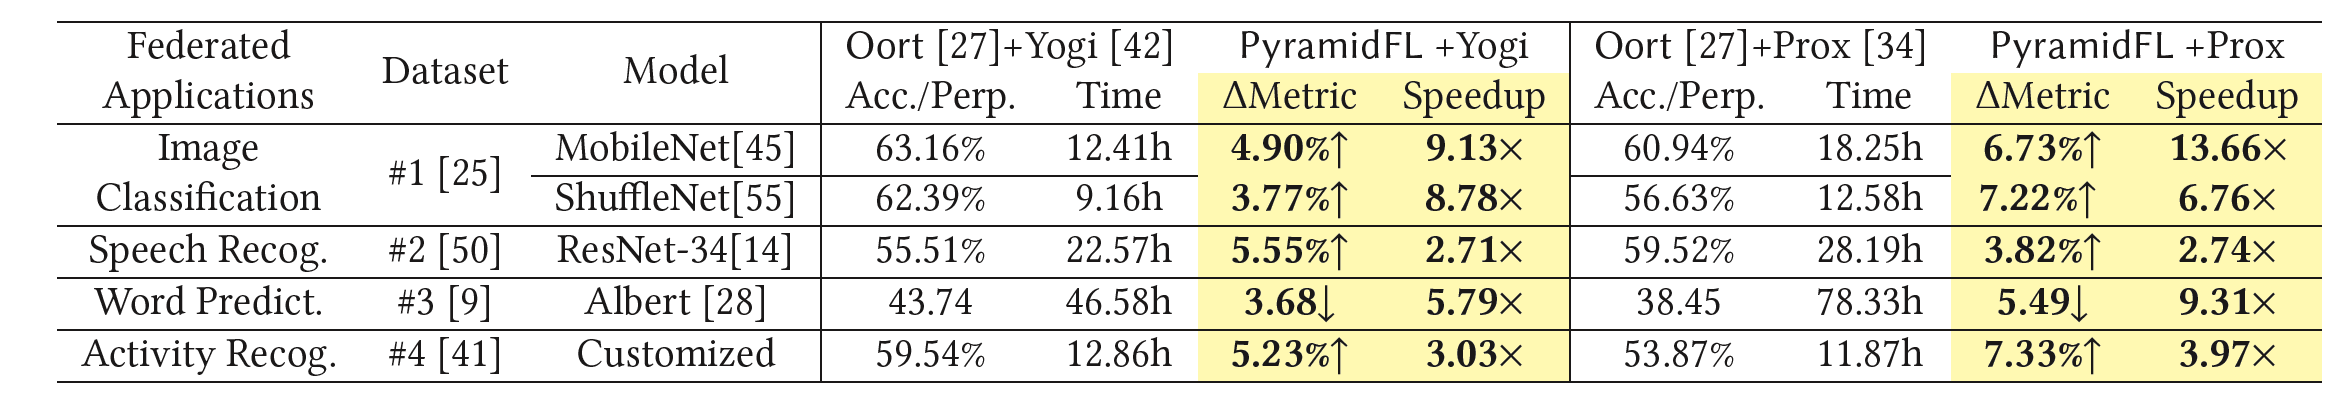 Federated Applications Dataset Model Oort [27]+Yogi [42] PyramidFL +Yogi Oort [27]+Prox [34] PyramidFL +Prox
Acc./Perp. Time ΔMetric Speedup Acc./Perp. Time ΔMetric Speedup
Image Classification #1 [25] MobileNet[45] 63.16% 12.41h 4.90%↑ 9.13× 60.94% 18.25h 6.73%↑ 13.66×
ShuffleNet[55] 62.39% 9.16h 3.77%↑ 8.78× 56.63% 12.58h 7.22%↑ 6.76×
Speech Recog. #2 [50] ResNet-34[14] 55.51% 22.57h 5.55%↑ 2.71× 59.52% 28.19h 3.82%↑ 2.74×
Word Predict. #3 [9] Albert [28] 43.74 46.58h 3.68↓ 5.79× 38.45 78.33h 5.49↓ 9.31×
Activity Recog. #4 [41] Customized 59.54% 12.86h 5.23%↑ 3.03× 53.87% 11.87h 7.33%↑ 3.97×